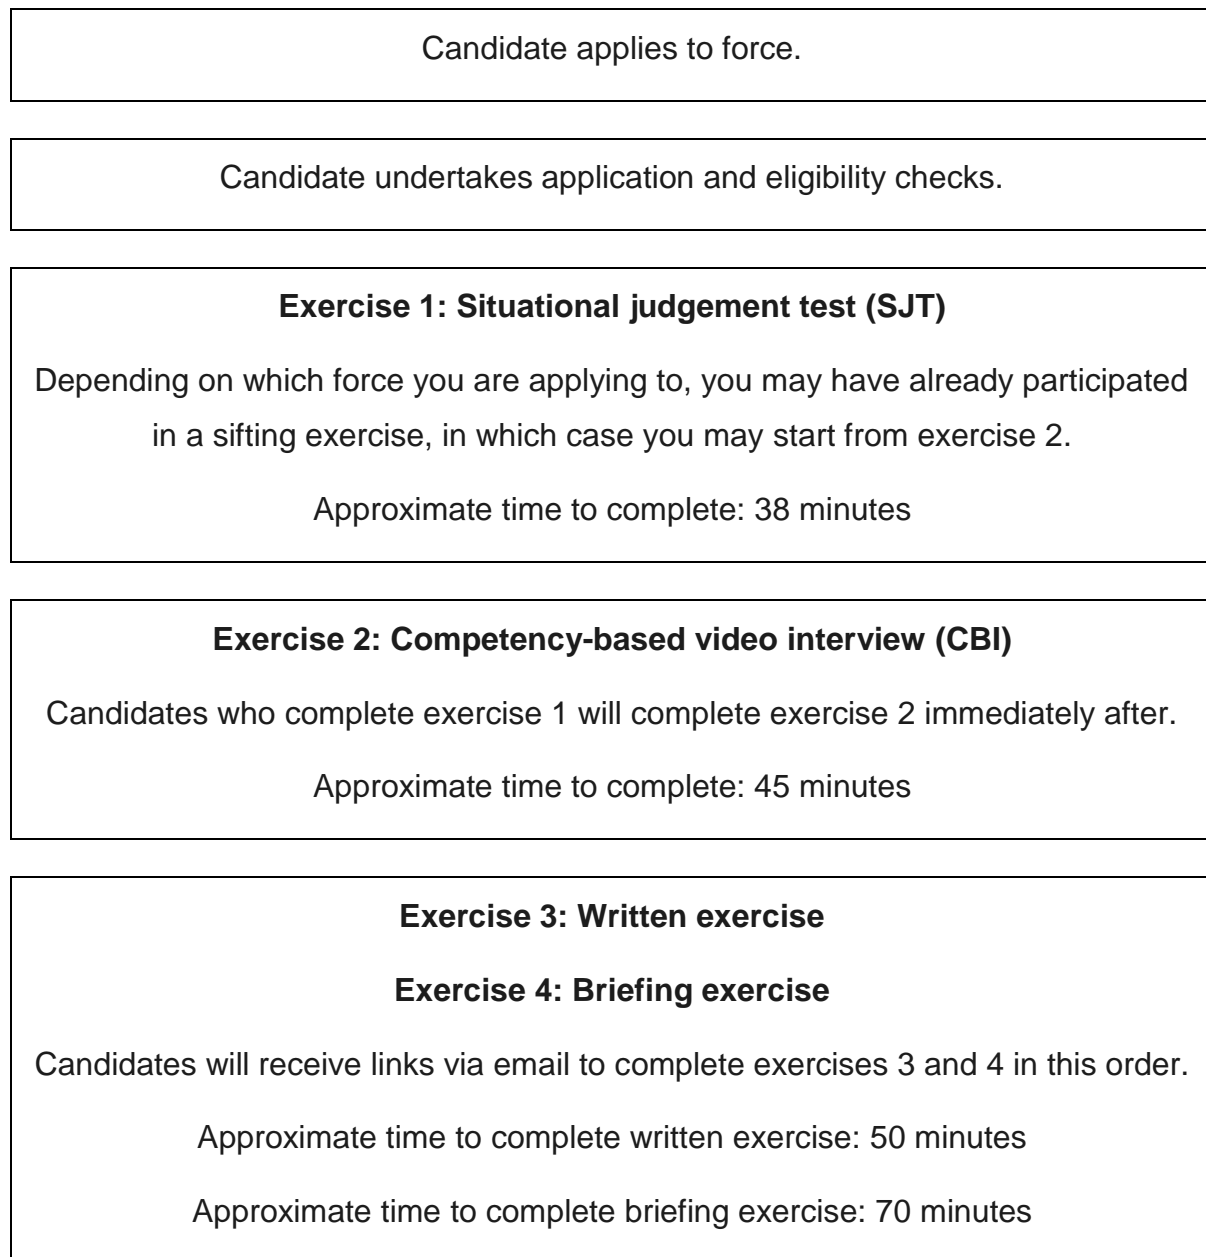 Candidate applies to force.
Candidate undertakes application and eligibility checks.
Exercise 1: Situational judgement test (SJT)
Depending on which force you are applying to, you may have already participated
in a sifting exercise, in which case you may start from exercise 2.
Approximate time to complete: 38 minutes
Exercise 2: Competency-based video interview (CBI)
Candidates who complete exercise 1 will complete exercise 2 immediately after.
Approximate time to complete: 45 minutes
Exercise 3: Written exercise
Exercise 4: Briefing exercise
Candidates will receive links via email to complete exercises 3 and 4 in this order.
Approximate time to complete written exercise: 50 minutes
Approximate time to complete briefing exercise: 70 minutes